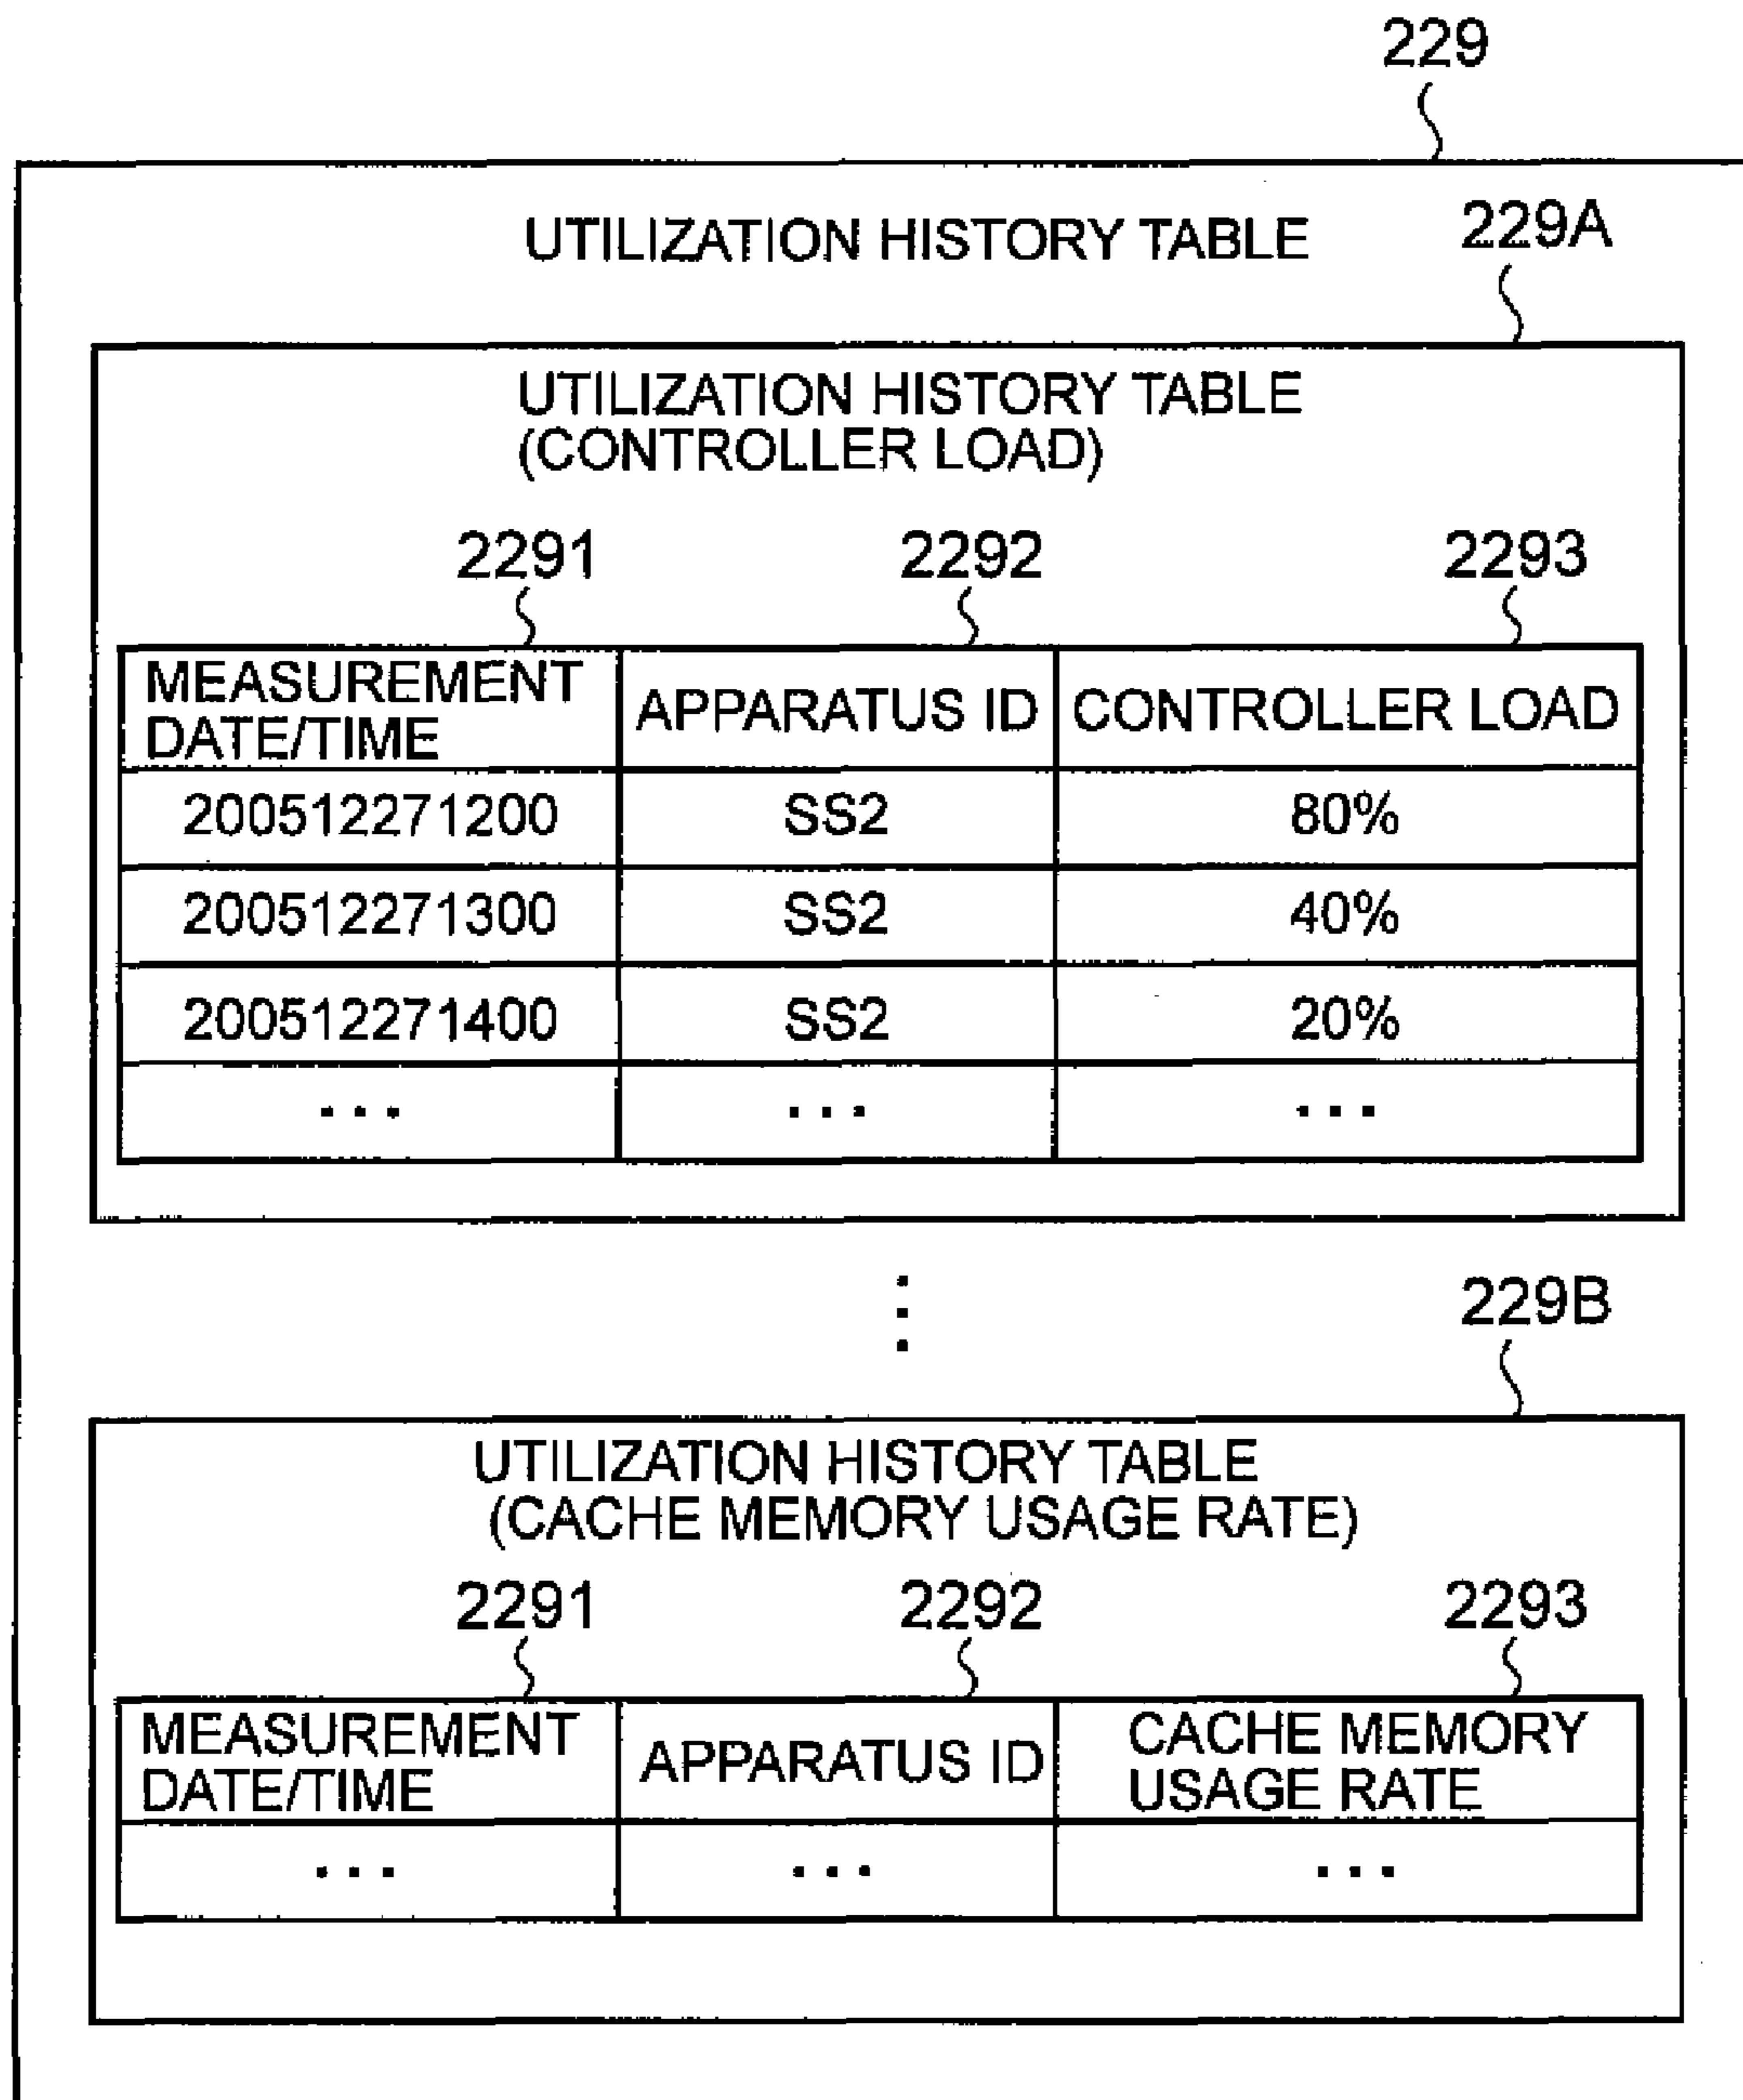 229
UTILIZATION HISTORY TABLE
229A
UTILIZATION HISTORY TABLE
(CONTROLLER LOAD)
2291 2292 2293
MEASUREMENT
DATE/TIME
APPARATUS ID
CONTROLLER LOAD
200512271200 SS2 80%
200512271300 SS2 40%
200512271400 SS2 20%
... ... ...
229B
UTILIZATION HISTORY TABLE
(CACHE MEMORY USAGE RATE)
2291 2292 2293
MEASUREMENT
DATE/TIME
APPARATUS ID
CACHE MEMORY
USAGE RATE
... ... ...